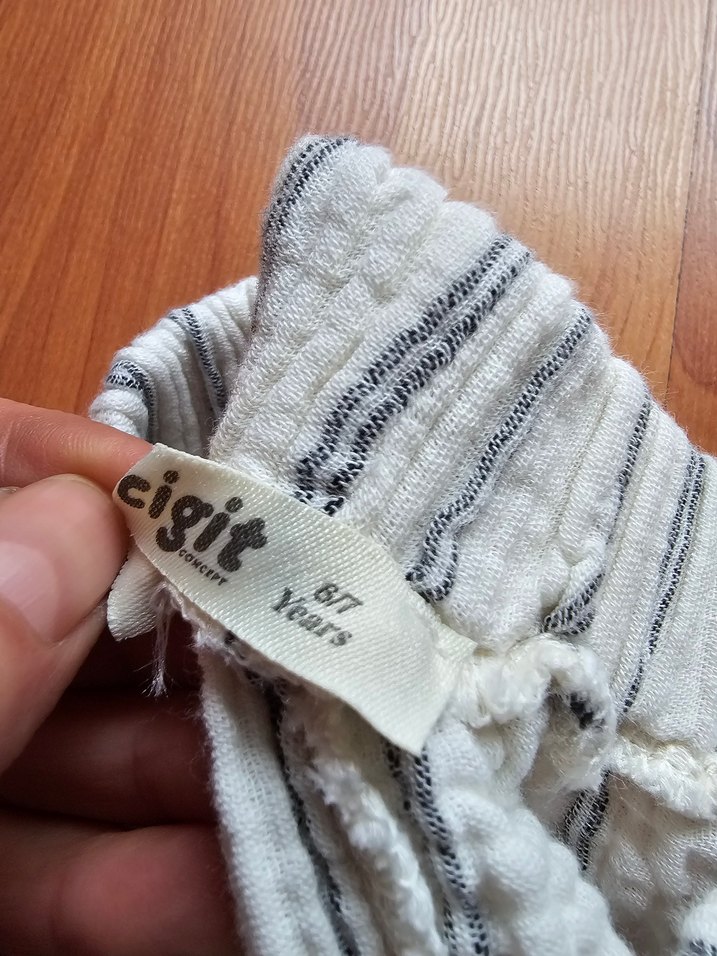 cigit
CONCEPT
6/7
Years